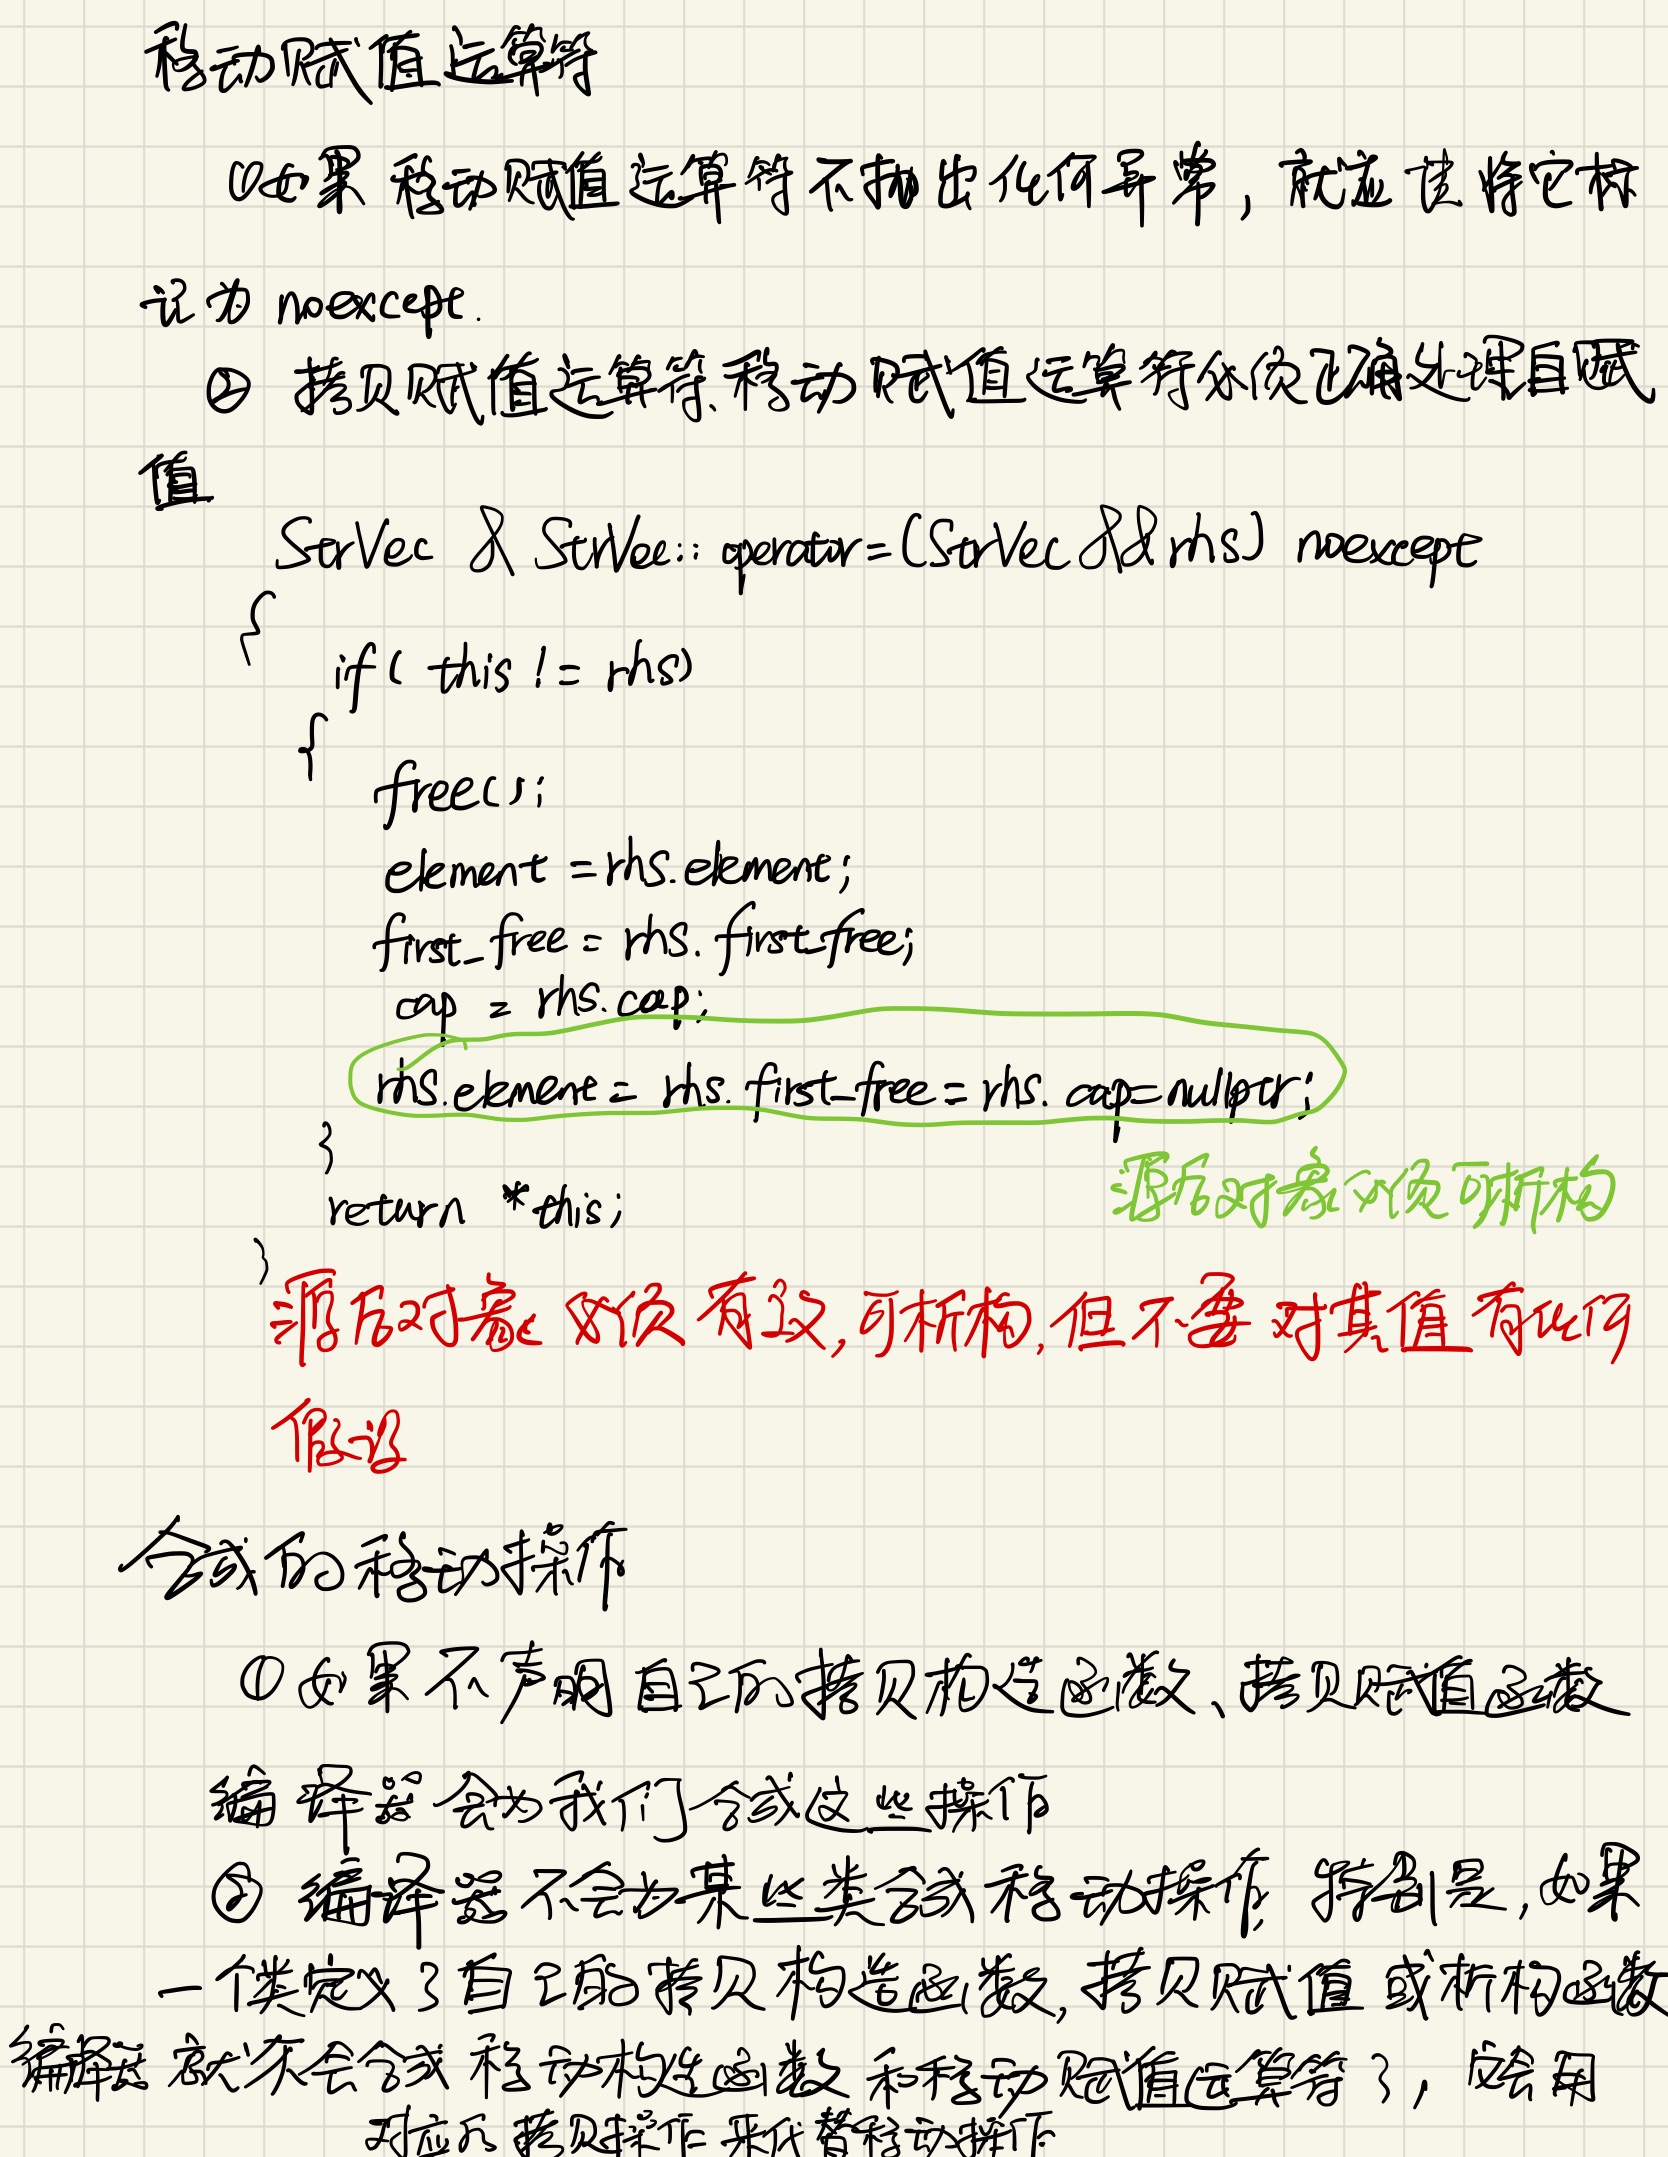 移动赋值运算符
①如果移动赋值运算符不抛出任何异常，就应该将它标
记为 noexcept.
② 拷贝赋值运算符、移动赋值运算符必须正确处理自赋
值
StrVec & StrVec:: operator=(StrVec &&rhs) noexcept
{
if( this != rhs)
{
free();
element = rhs.element;
first_free = rhs. first_free;
cap = rhs.cap;
rhs.element = rhs. first_free = rhs. cap=nullptr;
}
源后对象必须可析构
return *this;
}
源后对象必须有效,可析构,但不要对其值有任何
假设
合成的移动操作
①如果不声明自己的拷贝构造函数、拷贝赋值函数
编译器会为我们合成这些操作
② 编译器不会为某些类合成移动操作, 特别是,如果
一个类定义了自己的拷贝构造函数,拷贝赋值或析构函数
编译器就不会合成移动构造函数和移动赋值运算符了，会用
对应的拷贝操作来代替移动操作